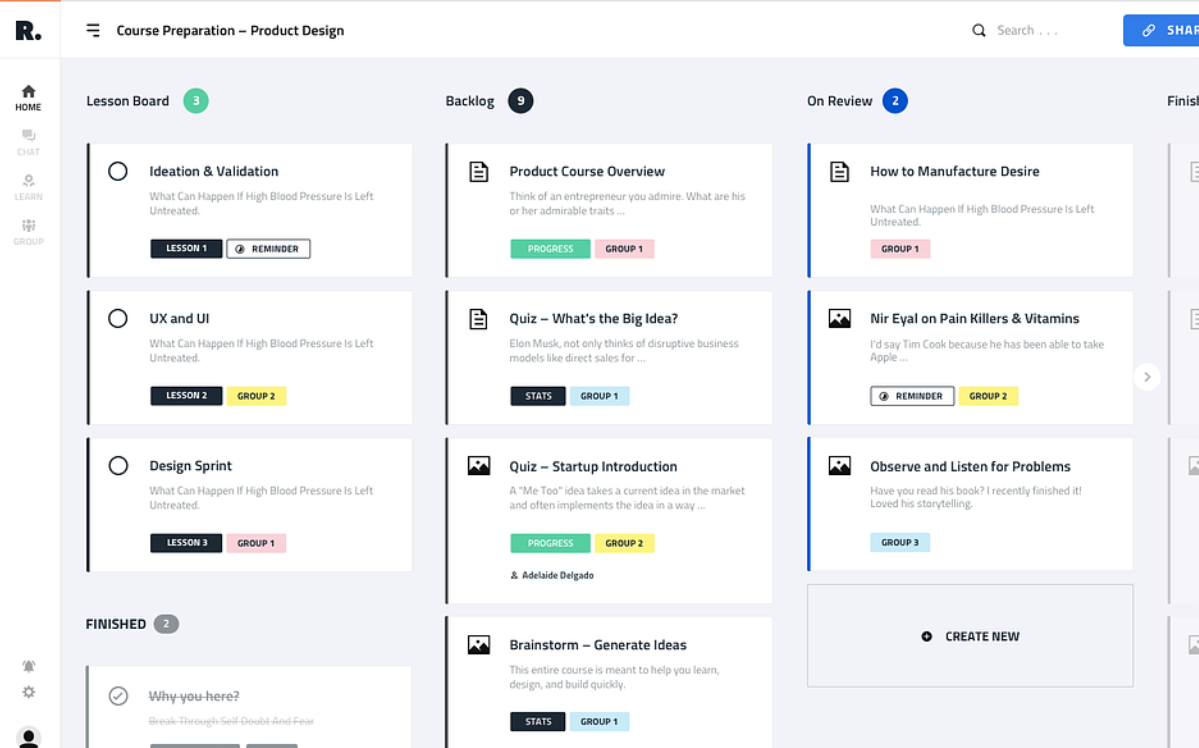 R.
Course Preparation – Product Design
Search . . .
HOME
CHAT
LEARN
GROUP
Lesson Board 3
Ideation & Validation
What Can Happen If High Blood Pressure Is Left
Untreated.
LESSON 1 REMINDER
UX and UI
What Can Happen If High Blood Pressure Is Left
Untreated.
LESSON 2 GROUP 2
Design Sprint
What Can Happen If High Blood Pressure Is Left
Untreated.
LESSON 3 GROUP 1
FINISHED 2
Why you here?
Break Through Self Doubt And Fear
Backlog 9
Product Course Overview
Think of an entrepreneur you admire. What are his
or her admirable traits ...
PROGRESS GROUP 1
Quiz – What's the Big Idea?
Elon Musk, not only thinks of disruptive business
models like direct sales for ...
STATS GROUP 1
Quiz – Startup Introduction
A "Me Too" idea takes a current idea in the market
and often implements the idea in a way ...
PROGRESS GROUP 2
Adelaide Delgado
Brainstorm – Generate Ideas
This entire course is meant to help you learn,
design, and build quickly.
STATS GROUP 1
On Review 2
How to Manufacture Desire
What Can Happen If High Blood Pressure Is Left
Untreated.
GROUP 1
Nir Eyal on Pain Killers & Vitamins
I'd say Tim Cook because he has been able to take
Apple ...
REMINDER GROUP 2
Observe and Listen for Problems
Have you read his book? I recently finished it!
Loved his storytelling.
GROUP 3
CREATE NEW